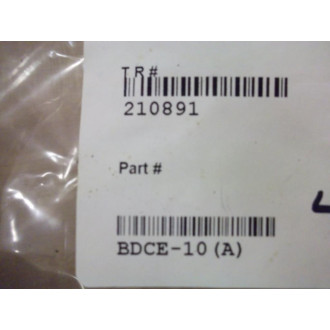 TR#
210891
Part #
BDCE-10(A)